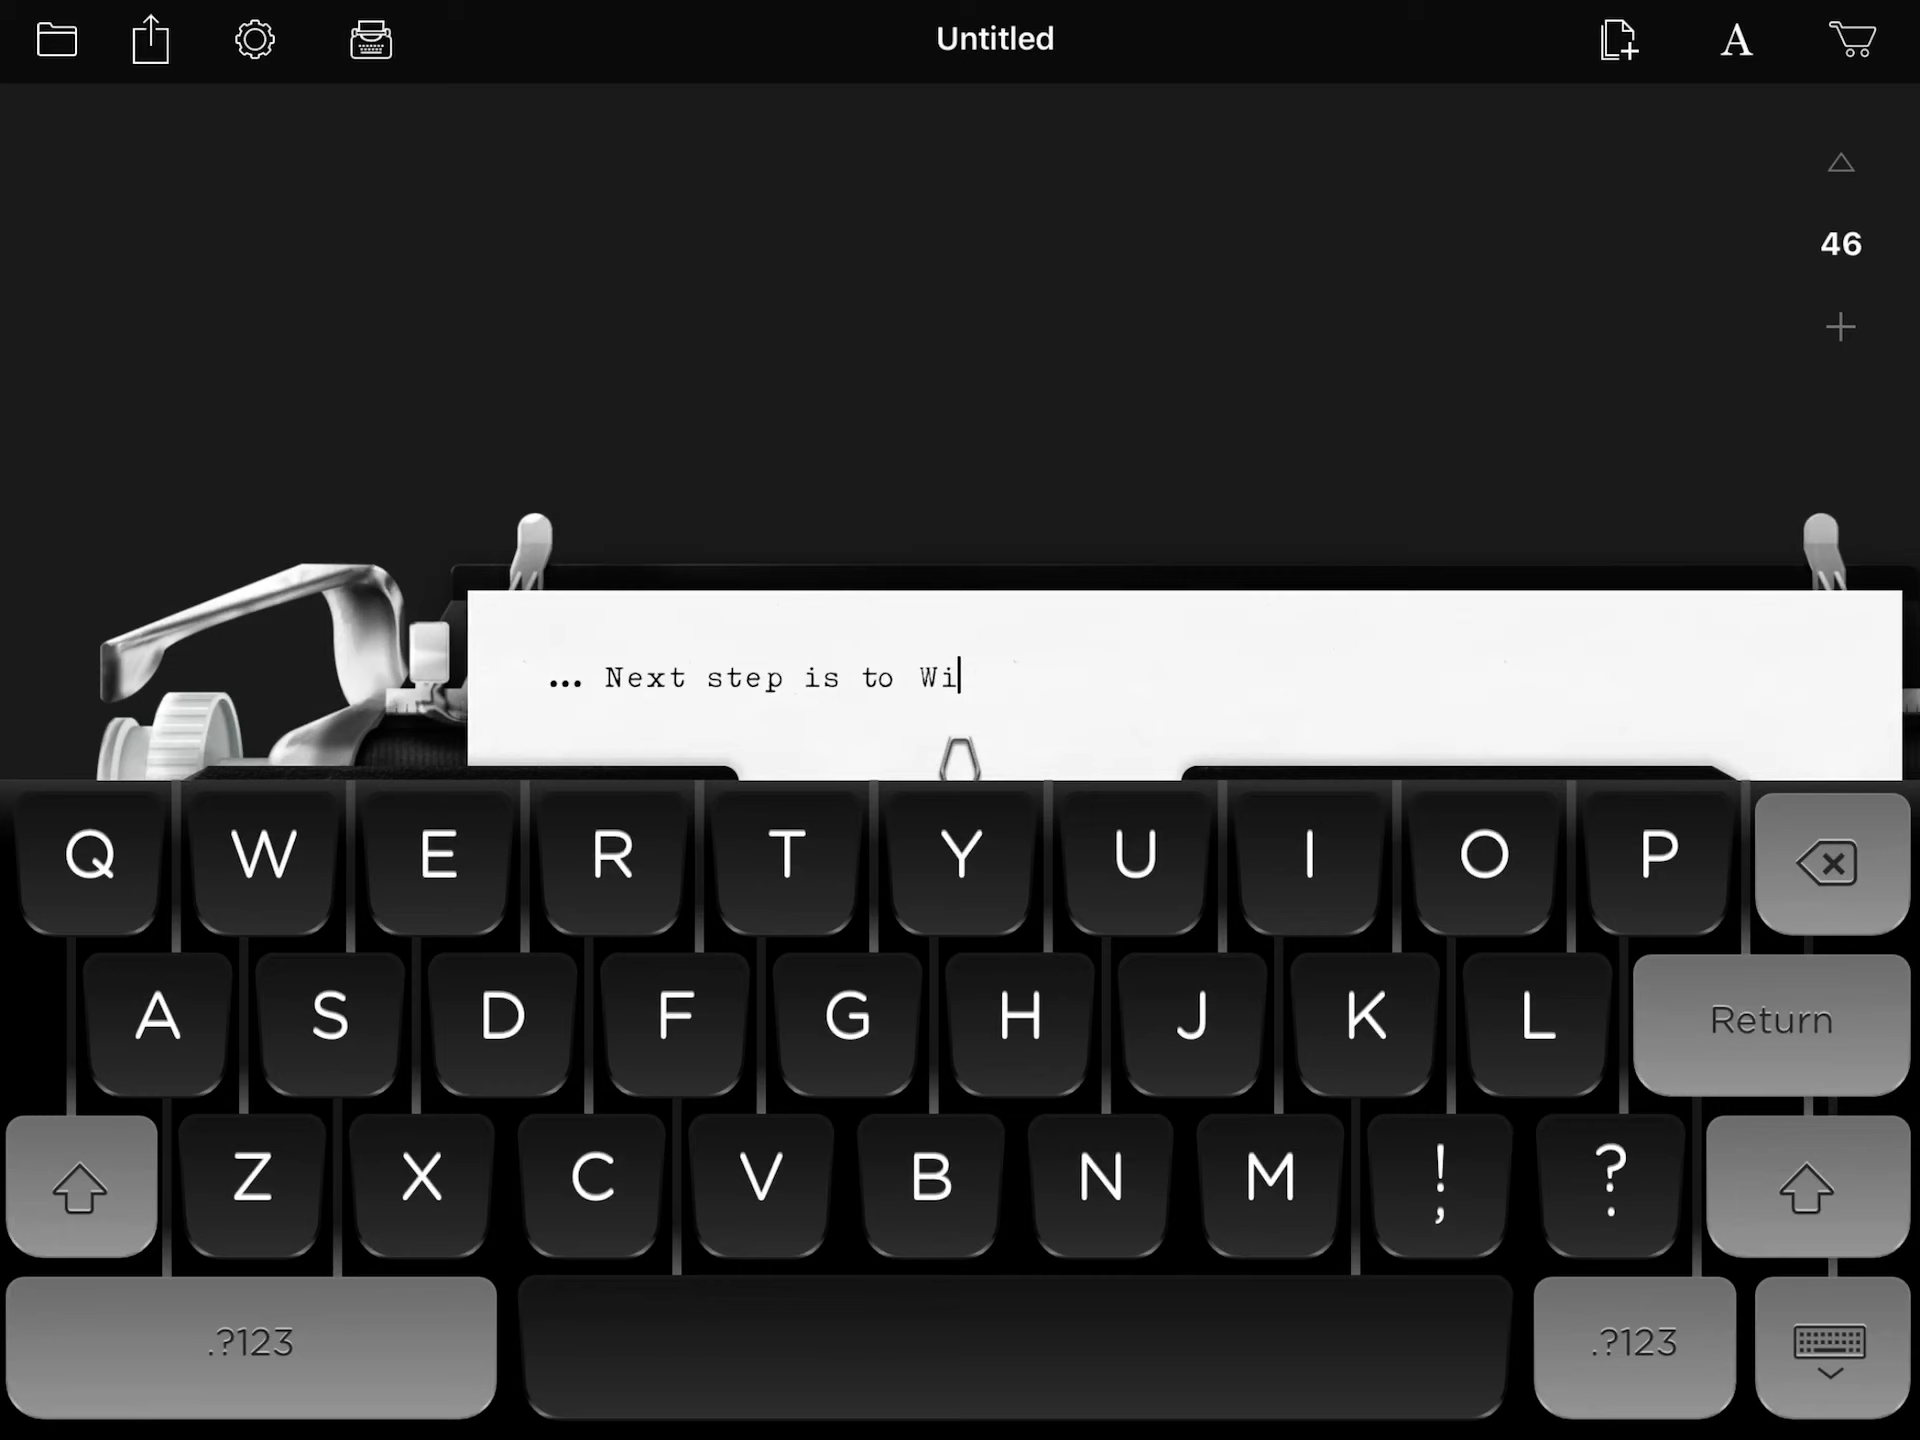 Untitled
A
46
... Next step is to Wi
Q W E R T Y U I O P
A S D F G H J K L Return
Z X C V B N M ! , ? .
.?123 .?123